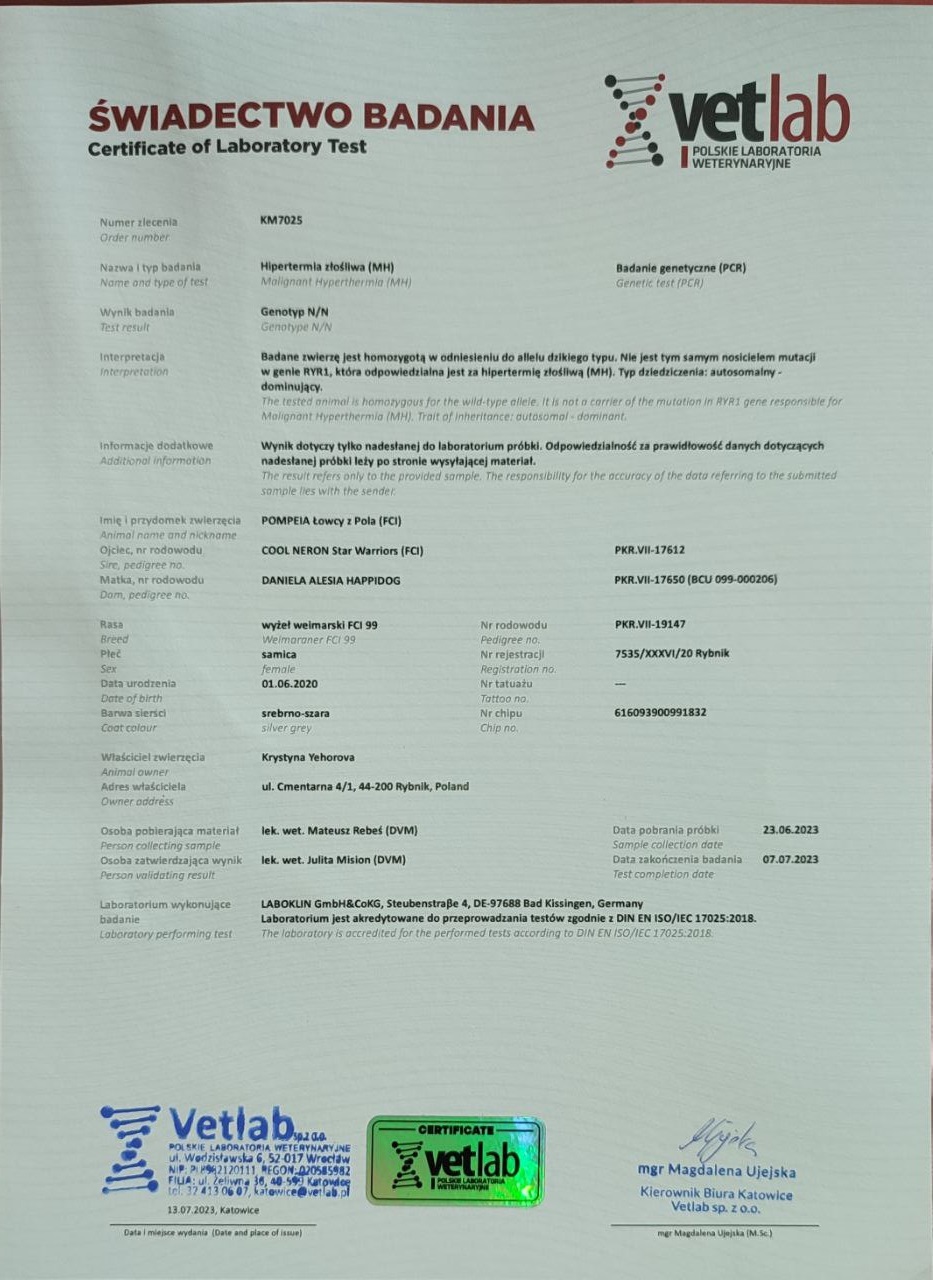 ŚWIADECTWO BADANIA
Certificate of Laboratory Test
vetlab
POLSKIE LABORATORIA
WETERYNARYJNE
Numer zlecenia KM7025
Order number
Nazwa i typ badania Hipertermia złośliwa (MH) Badanie genetyczne (PCR)
Name and type of test Malignant Hyperthermia (MH) Genetic test (PCR)
Wynik badania Genotyp N/N
Test result Genotype N/N
Interpretacja Badane zwierzę jest homozygotą w odniesieniu do allelu dzikiego typu. Nie jest tym samym nosicielem mutacji
Interpretation w genie RYR1, która odpowiedzialna jest za hipertermię złośliwą (MH). Typ dziedziczenia: autosomalny -
dominujący.
The tested animal is homozygous for the wild-type allele. It is not a carrier of the mutation in RYR1 gene responsible for
Malignant Hyperthermia (MH). Trait of inheritance: autosomal - dominant.
Informacje dodatkowe Wynik dotyczy tylko nadesłanej do laboratorium próbki. Odpowiedzialność za prawidłowość danych dotyczących
Additional information nadesłanej próbki leży po stronie wysyłającej materiał.
The result refers only to the provided sample. The responsibility for the accuracy of the data referring to the submitted
sample lies with the sender.
Imię i przydomek zwierzęcia POMPEIA Łowcy z Pola (FCI)
Animal name and nickname
Ojciec, nr rodowodu COOL NERON Star Warriors (FCI) PKR.VII-17612
Sire, pedigree no.
Matka, nr rodowodu DANIELA ALESIA HAPPIDOG PKR.VII-17650 (BCU 099-000206)
Dam, pedigree no.
Rasa wyżeł weimarski FCI 99 Nr rodowodu PKR.VII-19147
Breed Weimaraner FCI 99 Pedigree no.
Płeć samica Nr rejestracji 7535/XXXVI/20 Rybnik
Sex female Registration no.
Data urodzenia 01.06.2020 Nr tatuażu —
Date of birth Tattoo no.
Barwa sierści srebrno-szara Nr chipu 616093900991832
Coat colour silver grey Chip no.
Właściciel zwierzęcia Krystyna Yehorova
Animal owner
Adres właściciela ul. Cmentarna 4/1, 44-200 Rybnik, Poland
Owner address
Osoba pobierająca materiał lek. wet. Mateusz Rebeś (DVM) Data pobrania próbki 23.06.2023
Person collecting sample Sample collection date
Osoba zatwierdzająca wynik lek. wet. Julita Mision (DVM) Data zakończenia badania 07.07.2023
Person validating result Test completion date
Laboratorium wykonujące LABOKLIN GmbH&CoKG, Steubenstraße 4, DE-97688 Bad Kissingen, Germany
badanie Laboratorium jest akredytowane do przeprowadzania testów zgodnie z DIN EN ISO/IEC 17025:2018.
Laboratory performing test The laboratory is accredited for the performed tests according to DIN EN ISO/IEC 17025:2018.
Vetlab sp.z o.o.
POLSKIE LABORATORIA WETERYNARYJNE
ul. Wodzisławska 6, 52-017 Wrocław
NIP: PL8982120111 REGON:020585982
FILIA: ul. Żeliwna 38, 40-599 Katowice
tel. 32 413 06 07, katowice@vetlab.pl
CERTIFICATE
vetlab
POLSKIE LABORATORIA
WETERYNARYJNE
mgr Magdalena Ujejska
Kierownik Biura Katowice
Vetlab sp. z o.o.
13.07.2023, Katowice
Data i miejsce wydania (Date and place of issue)
mgr Magdalena Ujejska (M.Sc.)